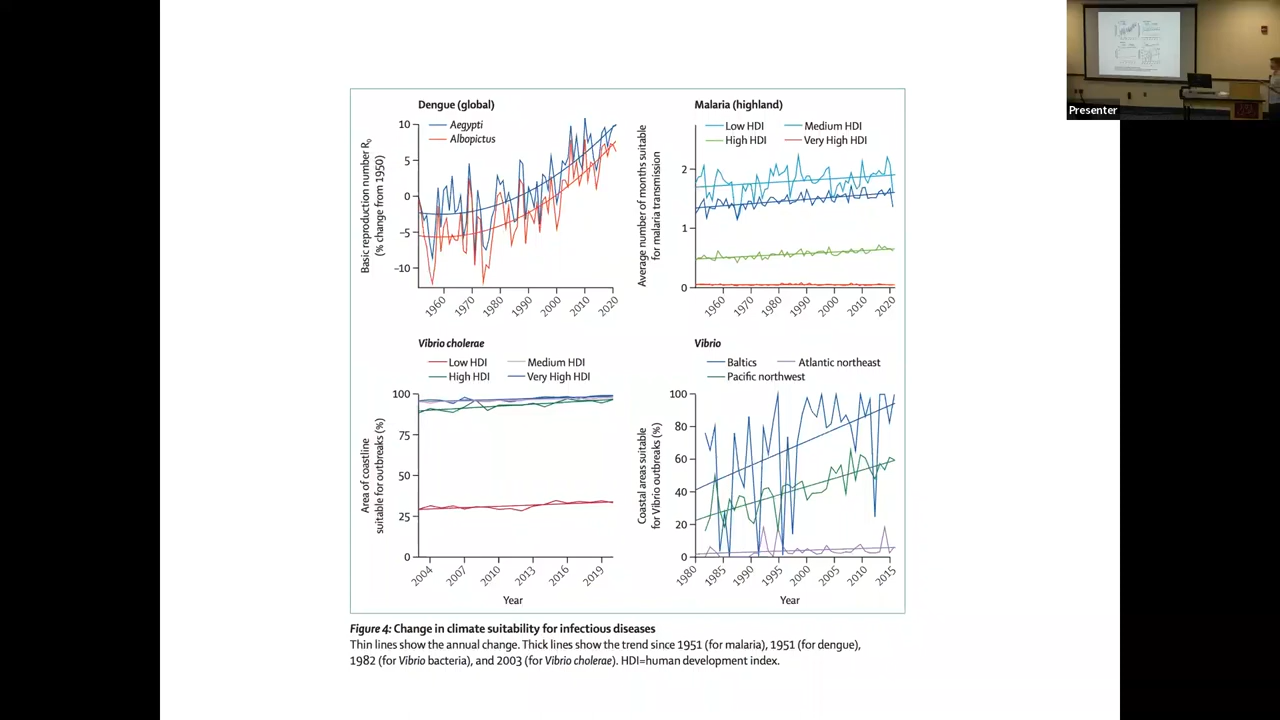 Presenter
Dengue (global)
Aegypti
Albopictus
Basic reproduction number R0
(% change from 1950)
10
5
0
−5
−10
1960
1970
1980
1990
2000
2010
2020
Malaria (highland)
Low HDI
Medium HDI
High HDI
Very High HDI
Average number of months suitable
for malaria transmission
2
1
0
1960
1970
1980
1990
2000
2010
2020
Vibrio cholerae
Low HDI
Medium HDI
High HDI
Very High HDI
Area of coastline
suitable for outbreaks (%)
100
75
50
25
0
2004
2007
2010
2013
2016
2019
Year
Vibrio
Baltics
Atlantic northeast
Pacific northwest
Coastal areas suitable
for Vibrio outbreaks (%)
100
80
60
40
20
0
1980
1985
1990
1995
2000
2005
2010
2015
Year
Figure 4: Change in climate suitability for infectious diseases
Thin lines show the annual change. Thick lines show the trend since 1951 (for malaria), 1951 (for dengue),
1982 (for Vibrio bacteria), and 2003 (for Vibrio cholerae). HDI=human development index.